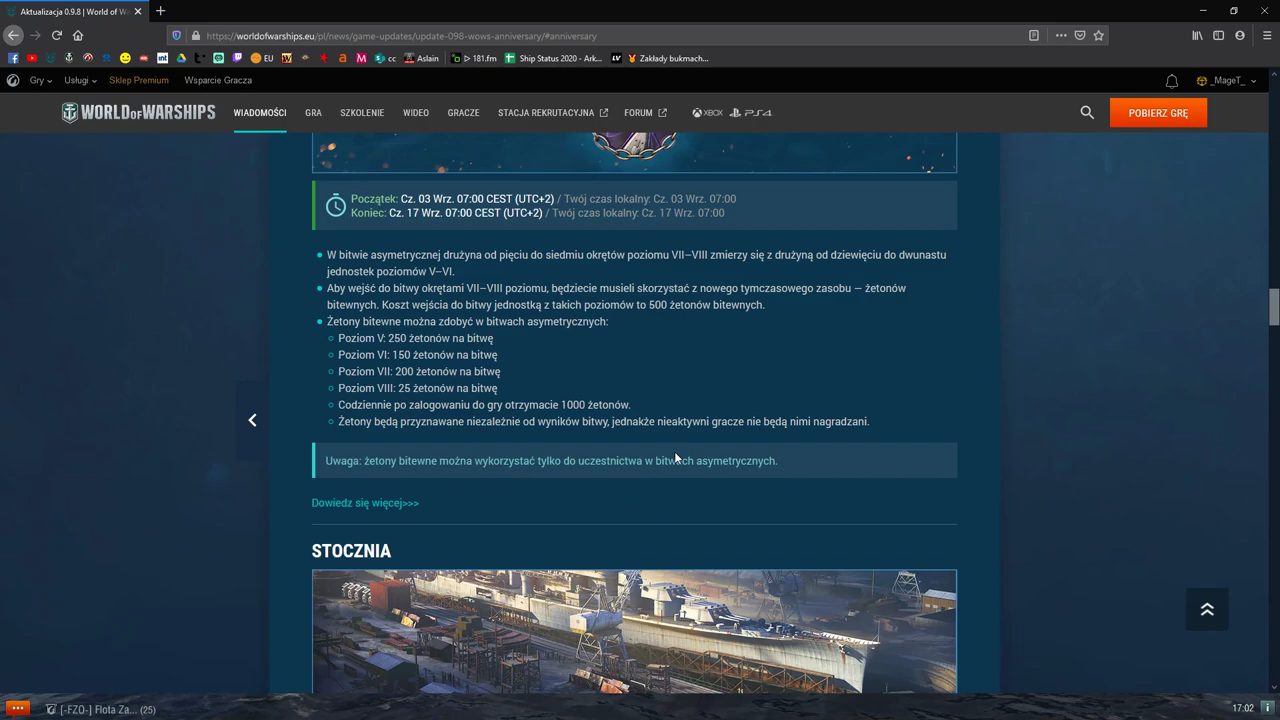 Aktualizacja 0.9.8 | World of Wa
https://worldofwarships.eu/pl/news/game-updates/update-098-wows-anniversary/#anniversary
EU
cc
Aslain
181.fm
Ship Status 2020 - Ark...
LV
Zakłady bukmach...
Gry
Usługi
Sklep Premium
Wsparcie Gracza
_MageT_
WORLD OF WARSHIPS
WIADOMOŚCI
GRA
SZKOLENIE
WIDEO
GRAJCIE
STACJA REKRUTACYJNA
FORUM
XBOX
PS4
POBIERZ GRĘ
Początek: Cz. 03 Wrz. 07:00 CEST (UTC+2) / Twój czas lokalny: Cz. 03 Wrz. 07:00
Koniec: Cz. 17 Wrz. 07:00 CEST (UTC+2) / Twój czas lokalny: Cz. 17 Wrz. 07:00
W bitwie asymetrycznej drużyna od pięciu do siedmiu okrętów poziomu VII–VIII zmierzy się z drużyną od dziewięciu do dwunastu
jednostek poziomów V–VI.
Aby wejść do bitwy okrętami VII–VIII poziomu, będziecie musieli skorzystać z nowego tymczasowego zasobu — żetonów
bitewnych. Koszt wejścia do bitwy jednostką z takich poziomów to 500 żetonów bitewnych.
Żetony bitewne można zdobyć w bitwach asymetrycznych:
Poziom V: 250 żetonów na bitwę
Poziom VI: 150 żetonów na bitwę
Poziom VII: 200 żetonów na bitwę
Poziom VIII: 25 żetonów na bitwę
Codziennie po zalogowaniu do gry otrzymacie 1000 żetonów.
Żetony będą przyznawane niezależnie od wyników bitwy, jednakże nieaktywni gracze nie będą nimi nagradzani.
Uwaga: żetony bitewne można wykorzystać tylko do uczestnictwa w bitwach asymetrycznych.
Dowiedz się więcej>>>
STOCZNIA
[-FZO-] Flota Za... (25)
17:02